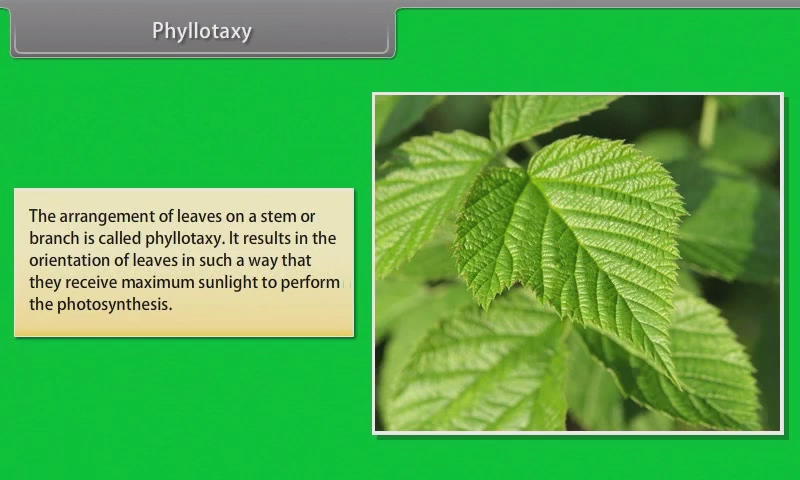 Phyllotaxy
The arrangement of leaves on a stem or
branch is called phyllotaxy. It results in the
orientation of leaves in such a way that
they receive maximum sunlight to perform
the photosynthesis.